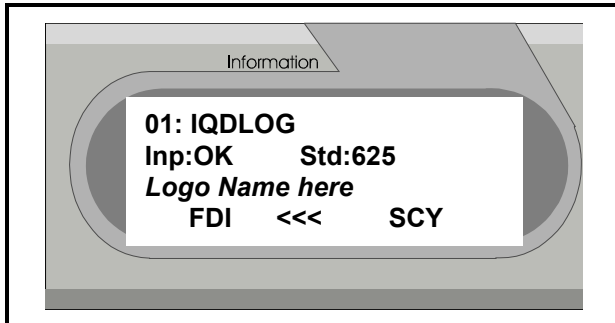 Information
01: IQDLOG
Inp:OK Std:625
Logo Name here
FDI <<< SCY